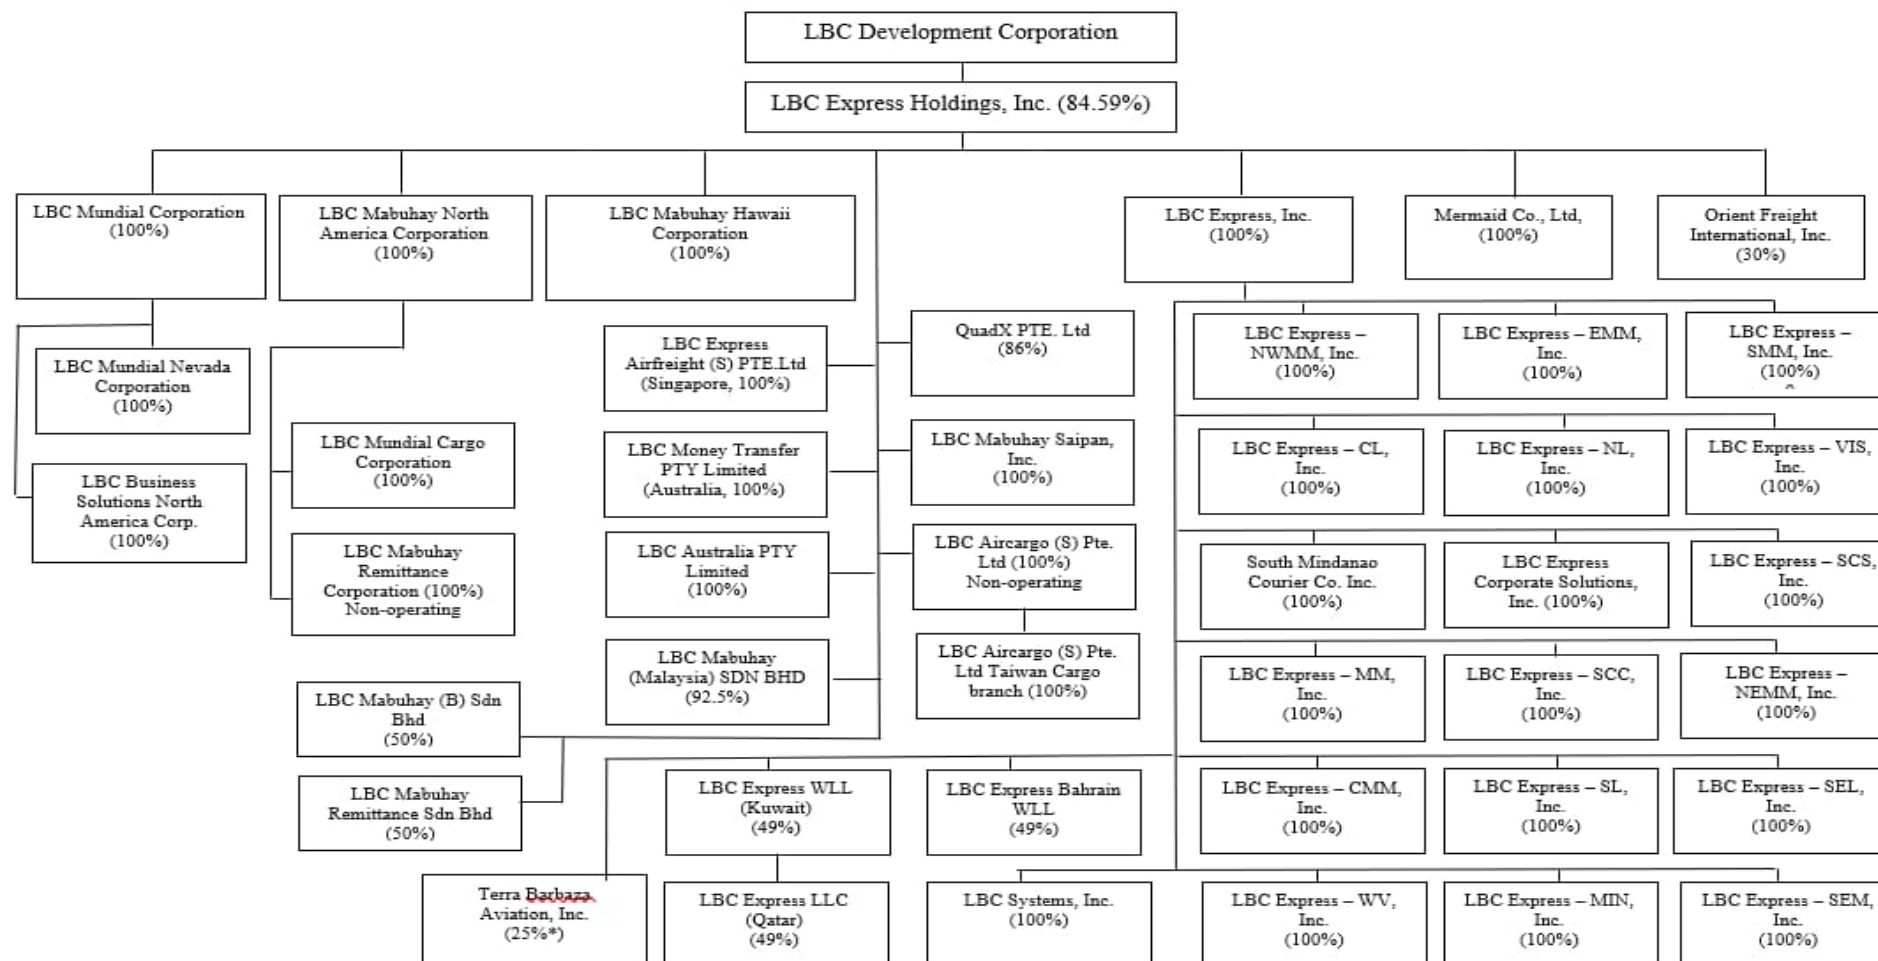 LBC Development Corporation
LBC Express Holdings, Inc. (84.59%)
LBC Mundial Corporation
(100%)
LBC Mabuhay North
America Corporation
(100%)
LBC Mabuhay Hawaii
Corporation
(100%)
LBC Express, Inc.
(100%)
Mermaid Co., Ltd,
(100%)
Orient Freight
International, Inc.
(30%)
LBC Mundial Nevada
Corporation
(100%)
LBC Business
Solutions North
America Corp.
(100%)
LBC Mundial Cargo
Corporation
(100%)
LBC Mabuhay
Remittance
Corporation (100%)
Non-operating
LBC Express
Airfreight (S) PTE.Ltd
(Singapore, 100%)
LBC Money Transfer
PTY Limited
(Australia, 100%)
LBC Australia PTY
Limited
(100%)
LBC Mabuhay
(Malaysia) SDN BHD
(92.5%)
QuadX PTE. Ltd
(86%)
LBC Mabuhay Saipan,
Inc.
(100%)
LBC Aircargo (S) Pte.
Ltd (100%)
Non-operating
LBC Aircargo (S) Pte.
Ltd Taiwan Cargo
branch (100%)
LBC Mabuhay (B) Sdn
Bhd
(50%)
LBC Mabuhay
Remittance Sdn Bhd
(50%)
LBC Express –
NWMM, Inc.
(100%)
LBC Express – EMM,
Inc.
(100%)
LBC Express –
SMM, Inc.
(100%)
LBC Express – CL,
Inc.
(100%)
LBC Express – NL,
Inc.
(100%)
LBC Express – VIS,
Inc.
(100%)
South Mindanao
Courier Co. Inc.
(100%)
LBC Express
Corporate Solutions,
Inc. (100%)
LBC Express – SCS,
Inc.
(100%)
LBC Express – MM,
Inc.
(100%)
LBC Express – SCC,
Inc.
(100%)
LBC Express –
NEMM, Inc.
(100%)
LBC Express WLL
(Kuwait)
(49%)
LBC Express Bahrain
WLL
(49%)
LBC Express – CMM,
Inc.
(100%)
LBC Express – SL,
Inc.
(100%)
LBC Express – SEL,
Inc.
(100%)
Terra Barbaza
Aviation, Inc.
(25%*)
LBC Express LLC
(Qatar)
(49%)
LBC Systems, Inc.
(100%)
LBC Express – WV,
Inc.
(100%)
LBC Express – MIN,
Inc.
(100%)
LBC Express – SEM,
Inc.
(100%)